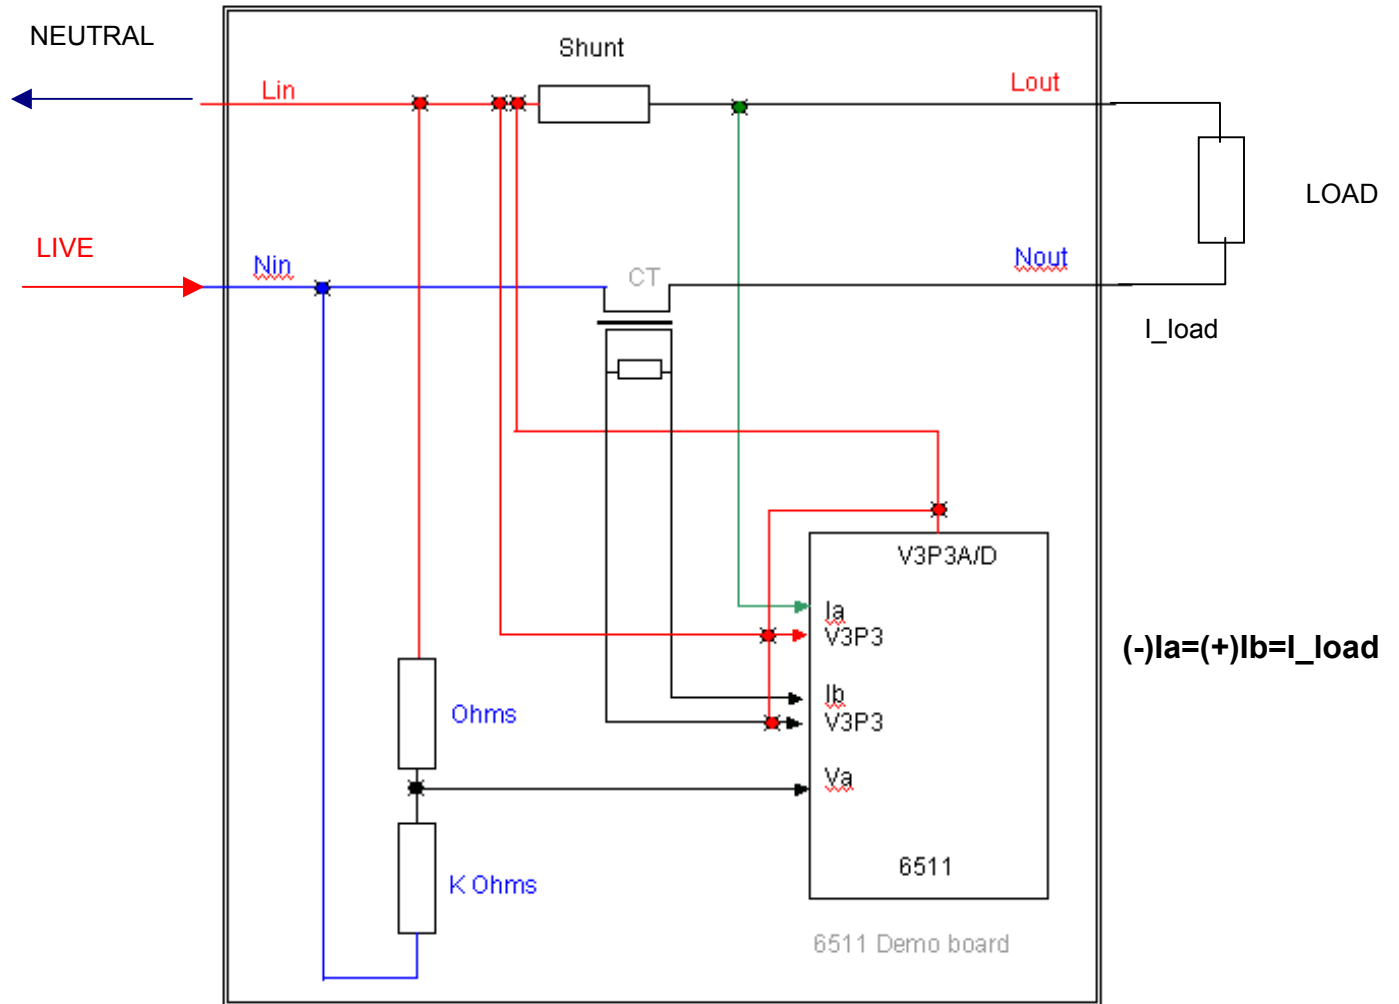 NEUTRAL
Shunt
Lin
Lout
LOAD
LIVE
Nin
CT
Nout
I_load
V3P3A/D
Ia
V3P3
(-)Ia=(+)Ib=I_load
Ib
V3P3
Ohms
Va
6511
K Ohms
6511 Demo board